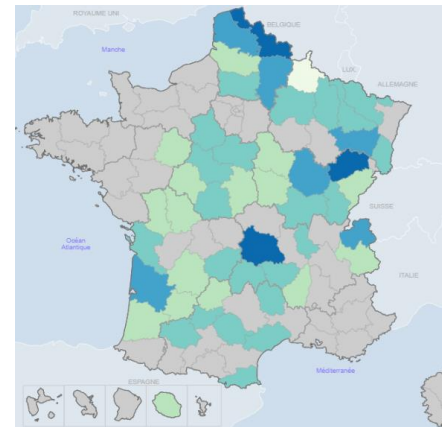 ROYAUME UNI
BELGIQUE
Manche
LUX.
ALLEMAGNE
SUISSE
Océan
Atlantique
ITALIE
Méditerranée
ESPAGNE